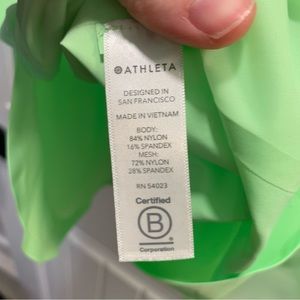 ATHLETA
DESIGNED IN
SAN FRANCISCO
MADE IN VIETNAM
BODY:
84% NYLON
16% SPANDEX
MESH:
72% NYLON
28% SPANDEX
RN 54023
Certified
B
Corporation